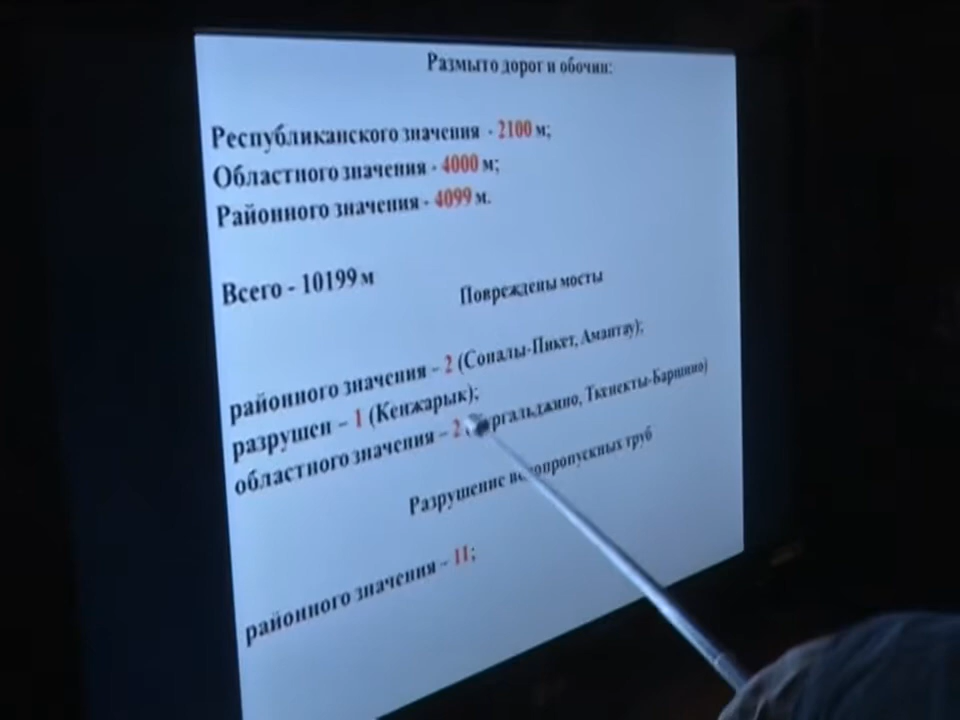 Размыто дорог и обочин:
Республиканского значения - 2100 м;
Областного значения - 4000 м;
Районного значения - 4099 м.
Всего - 10199 м
Повреждены мосты
районного значения – 2 (Соналы-Пикет, Амантау);
разрушен – 1 (Кенжарык);
областного значения – 2
Разрушение труб
районного значения – 11;